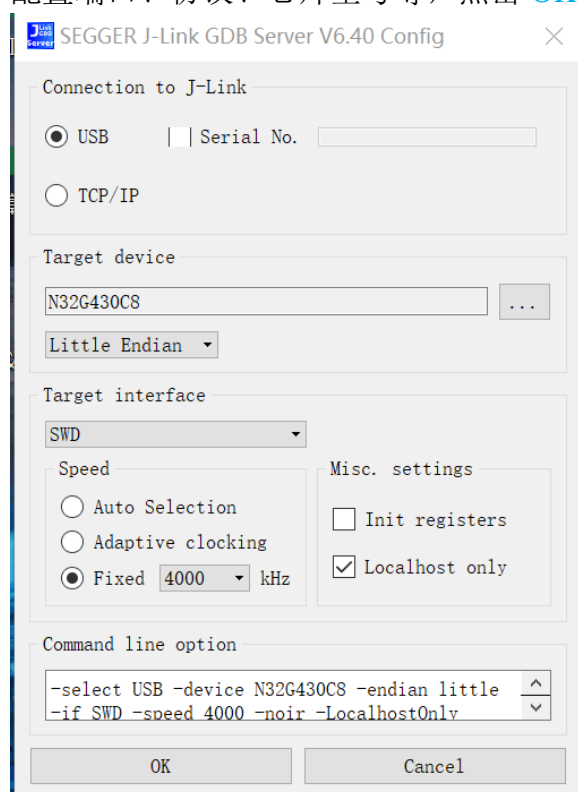 SEGGER J-Link GDB Server V6.40 Config
Connection to J-Link
USB Serial No.
TCP/IP
Target device
N32G430C8 ...
Little Endian
Target interface
SWD
Speed
Auto Selection
Adaptive clocking
Fixed 4000 kHz
Misc. settings
Init registers
Localhost only
Command line option
-select USB -device N32G430C8 -endian little
-if SWD -speed 4000 -noir -LocalhostOnly
OK Cancel